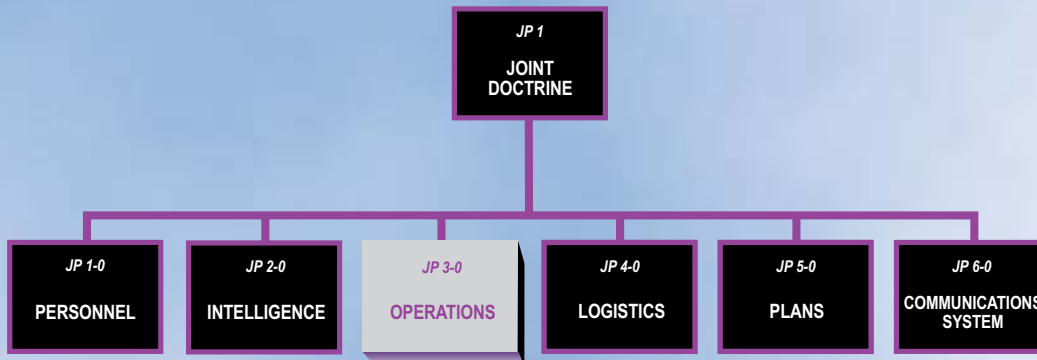 JP 1
JOINT
DOCTRINE
JP 1-0
PERSONNEL
JP 2-0
INTELLIGENCE
JP 3-0
OPERATIONS
JP 4-0
LOGISTICS
JP 5-0
PLANS
JP 6-0
COMMUNICATIONS
SYSTEM